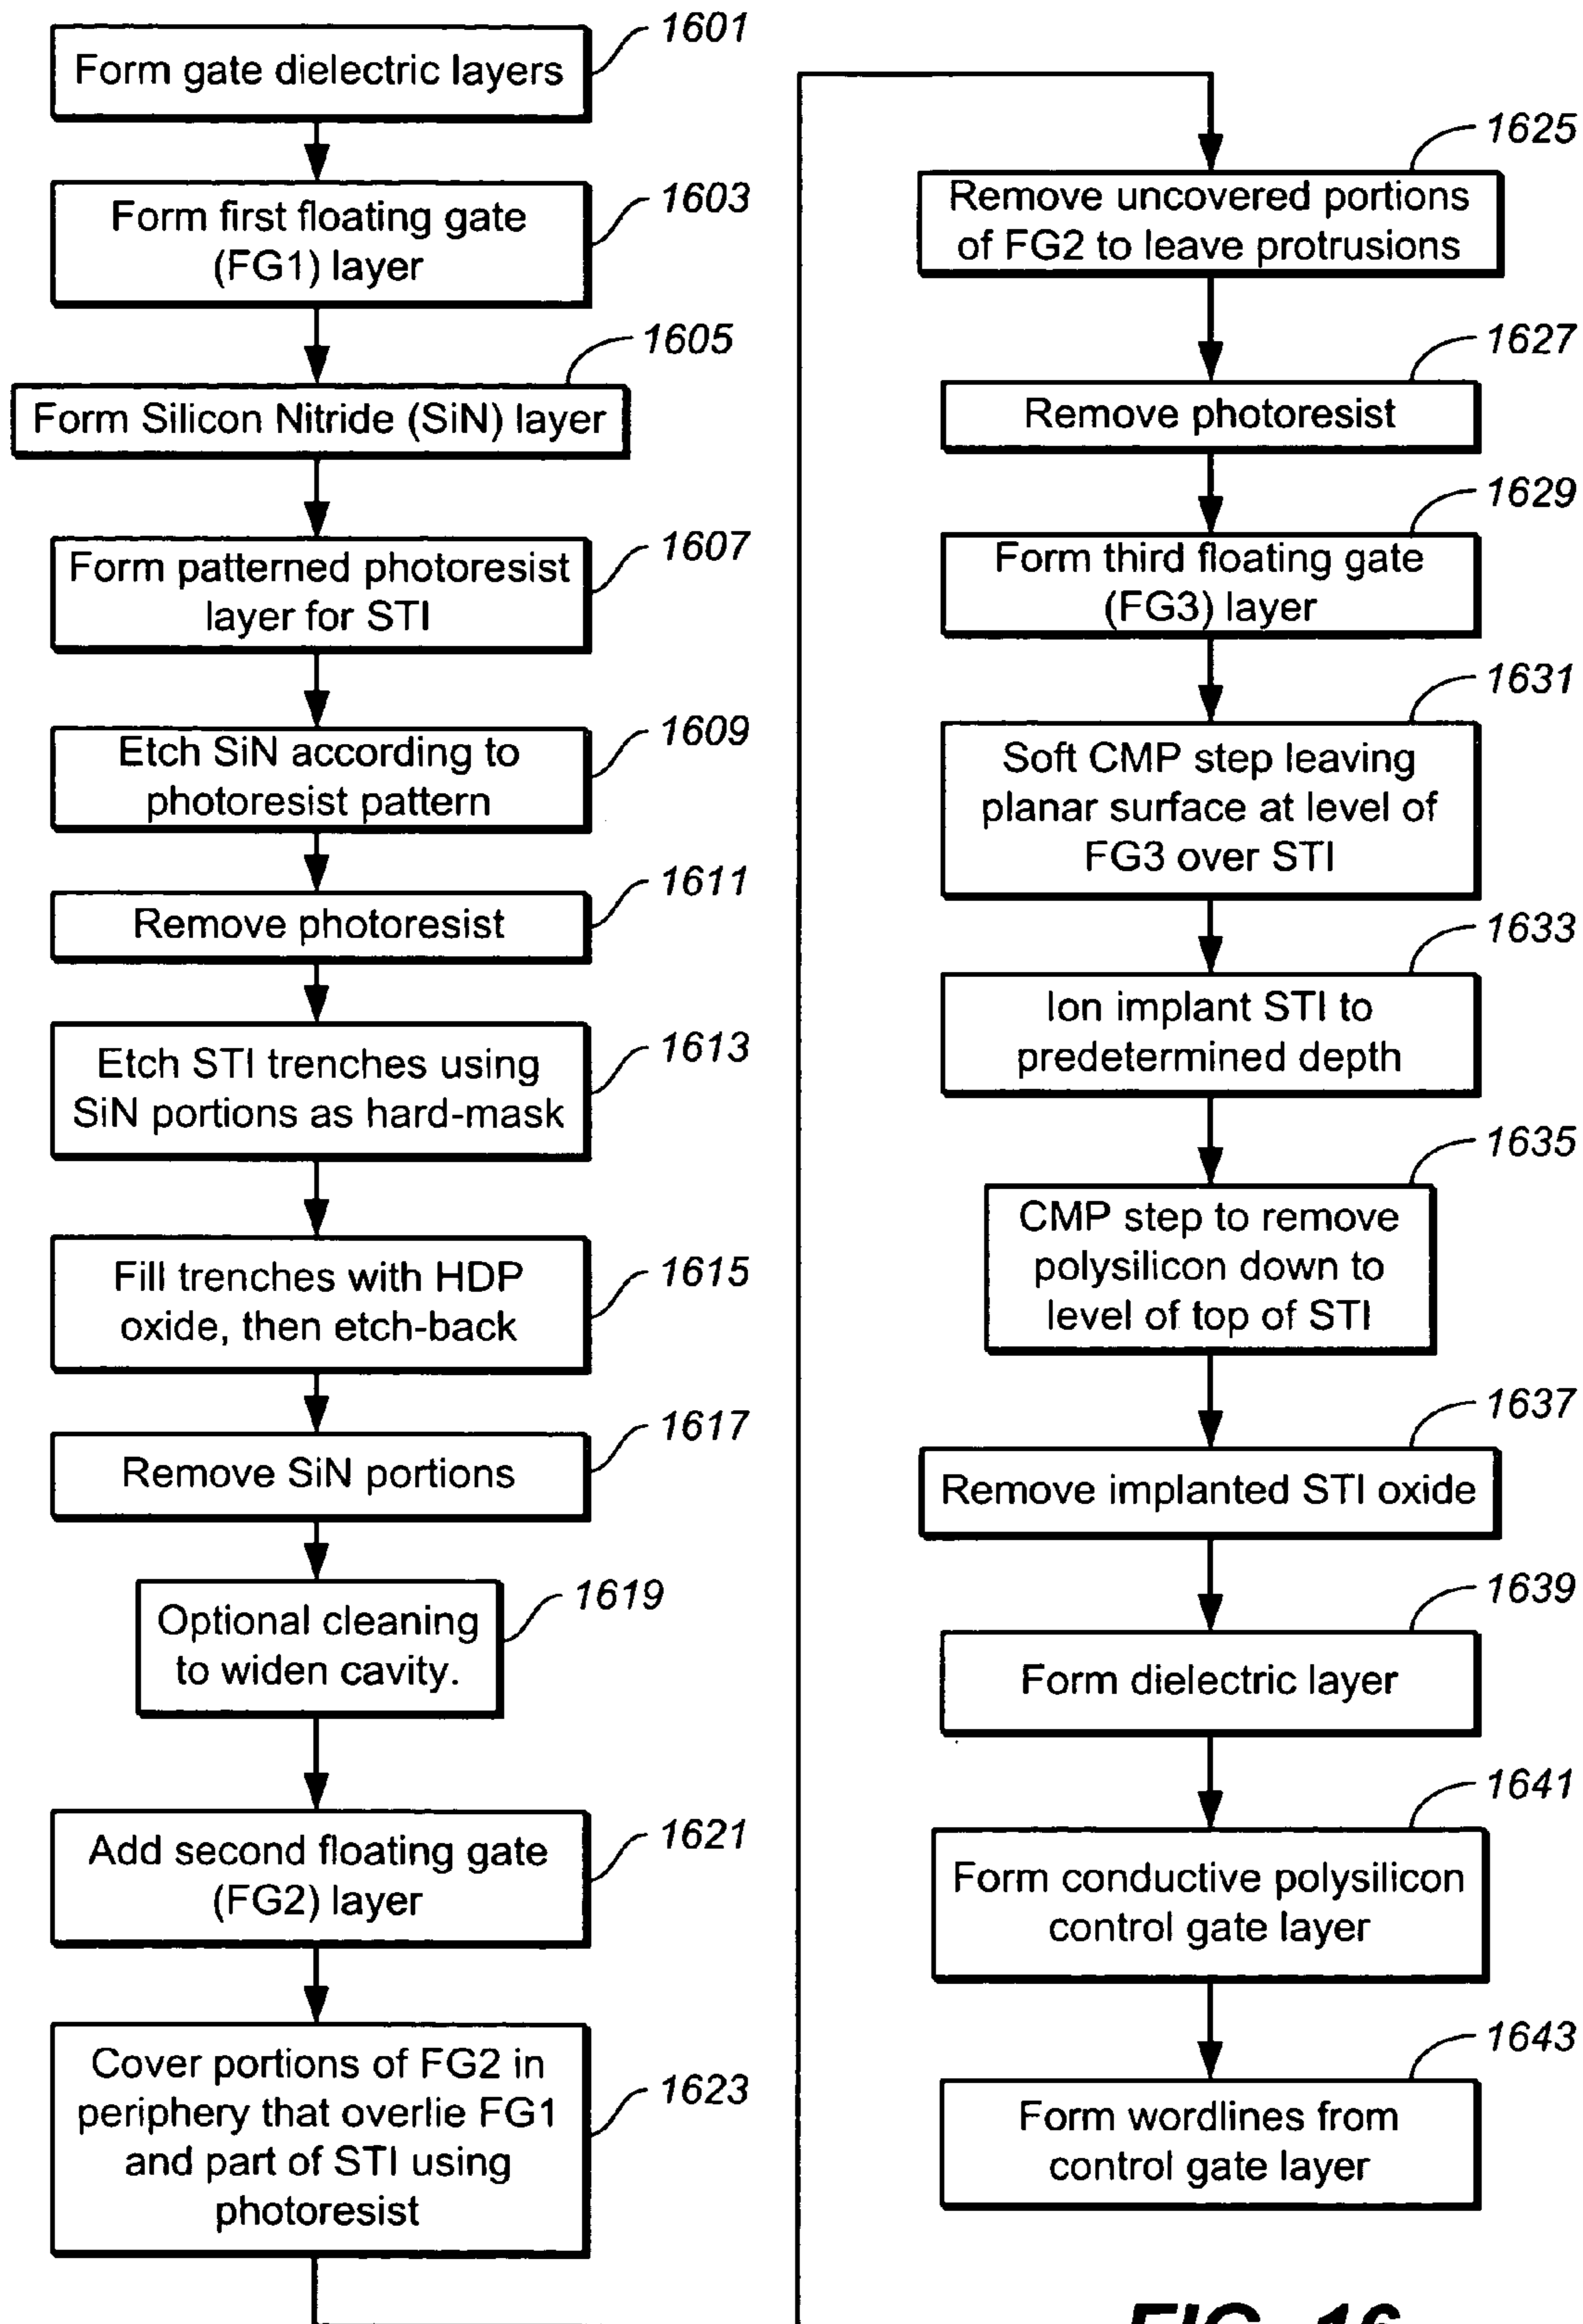 1601
Form gate dielectric layers
1603
Form first floating gate
(FG1) layer
1605
Form Silicon Nitride (SiN) layer
1607
Form patterned photoresist
layer for STI
1609
Etch SiN according to
photoresist pattern
1611
Remove photoresist
1613
Etch STI trenches using
SiN portions as hard-mask
1615
Fill trenches with HDP
oxide, then etch-back
1617
Remove SiN portions
1619
Optional cleaning
to widen cavity.
1621
Add second floating gate
(FG2) layer
1623
Cover portions of FG2 in
periphery that overlie FG1
and part of STI using
photoresist
1625
Remove uncovered portions
of FG2 to leave protrusions
1627
Remove photoresist
1629
Form third floating gate
(FG3) layer
1631
Soft CMP step leaving
planar surface at level of
FG3 over STI
1633
Ion implant STI to
predetermined depth
1635
CMP step to remove
polysilicon down to
level of top of STI
1637
Remove implanted STI oxide
1639
Form dielectric layer
1641
Form conductive polysilicon
control gate layer
1643
Form wordlines from
control gate layer
FIG. 16